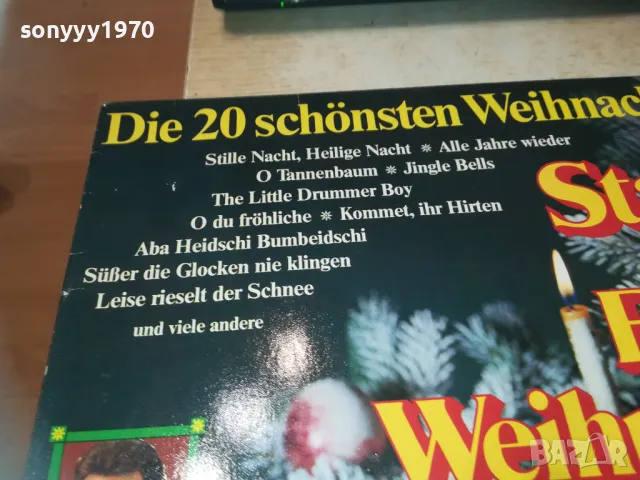 sonyyy1970
Die 20 schönsten Weihnac
Stille Nacht, Heilige Nacht ✳ Alle Jahre wieder
O Tannenbaum ✳ Jingle Bells
The Little Drummer Boy
O du fröhliche ✳ Kommet, ihr Hirten
Aba Heidschi Bumbeidschi
Süßer die Glocken nie klingen
Leise rieselt der Schnee
und viele andere
St
Weihn
bazar.bg